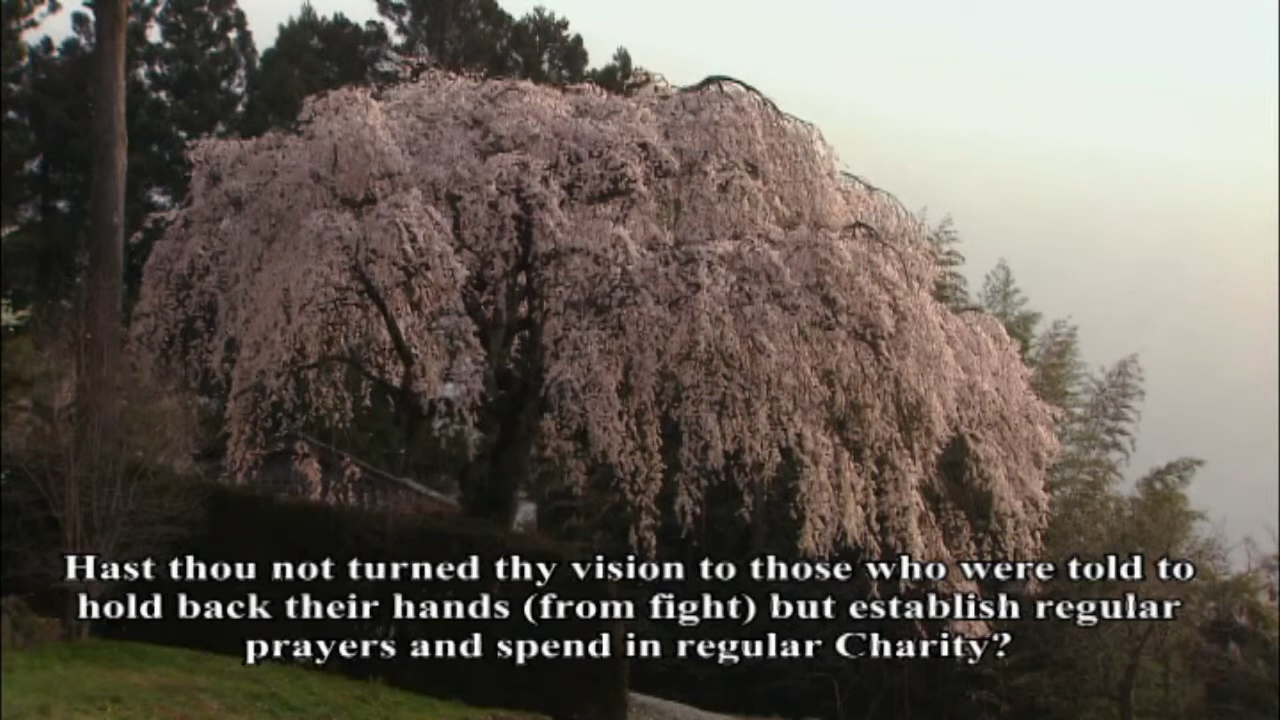 Hast thou not turned thy vision to those who were told to
hold back their hands (from fight) but establish regular
prayers and spend in regular Charity?